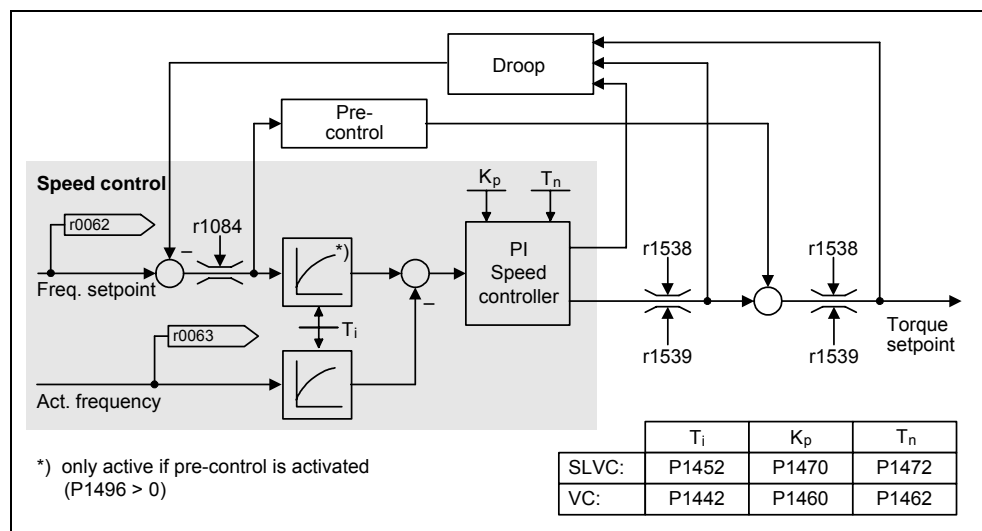 Droop
Pre-
control
Speed control
Kp
Tn
r0062
r1084
*)
PI
Speed
controller
r1538
r1538
–
–
Freq. setpoint
r0063
Ti
r1539
r1539
Torque
setpoint
Act. frequency
*) only active if pre-control is activated
(P1496 > 0)
Ti Kp Tn
SLVC: P1452 P1470 P1472
VC: P1442 P1460 P1462